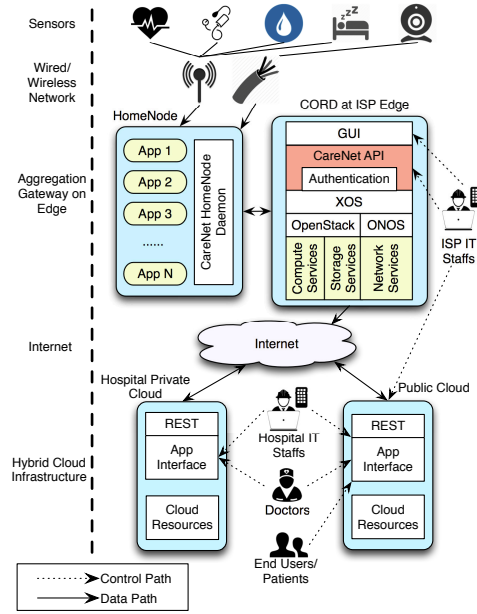 Sensors
zzz
Wired/
Wireless
Network
HomeNode
CORD at ISP Edge
App 1
App 2
App 3
......
App N
CareNet HomeNode
Daemon
GUI
CareNet API
Authentication
XOS
OpenStack
ONOS
Compute
Services
Storage
Services
Network
Services
Aggregation
Gateway on
Edge
ISP IT
Staffs
Internet
Internet
Hospital Private
Cloud
Public Cloud
REST
App
Interface
Cloud
Resources
Hospital IT
Staffs
Doctors
End Users/
Patients
REST
App
Interface
Cloud
Resources
Hybrid Cloud
Infrastructure
Control Path
Data Path